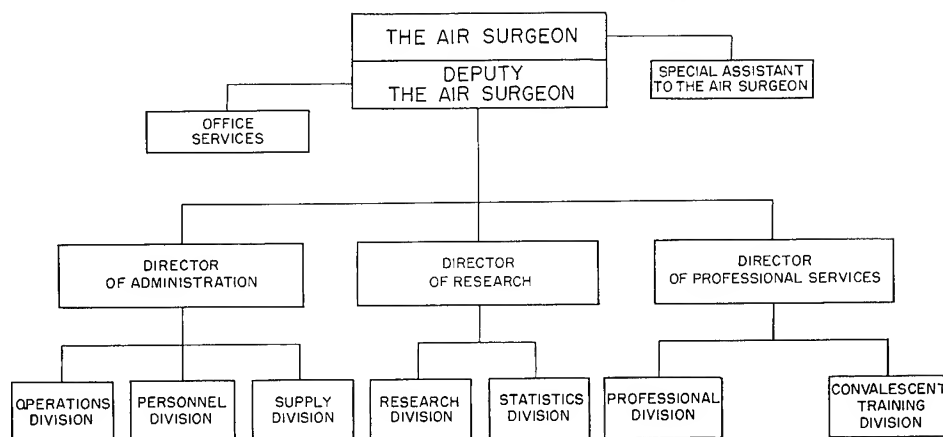 THE AIR SURGEON
DEPUTY
THE AIR SURGEON
SPECIAL ASSISTANT
TO THE AIR SURGEON
OFFICE
SERVICES
DIRECTOR
OF ADMINISTRATION
DIRECTOR
OF RESEARCH
DIRECTOR
OF PROFESSIONAL SERVICES
OPERATIONS
DIVISION
PERSONNEL
DIVISION
SUPPLY
DIVISION
RESEARCH
DIVISION
STATISTICS
DIVISION
PROFESSIONAL
DIVISION
CONVALESCENT
TRAINING
DIVISION